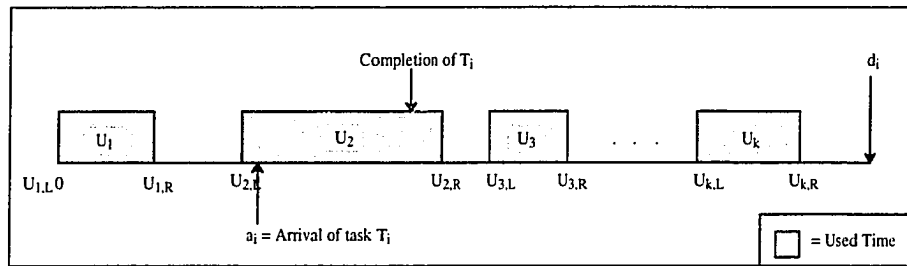 Completion of Tᵢ
dᵢ
U₁
U₂
U₃
. . . .
Uₖ
U₁,L 0
U₁,R
U₂,L
U₂,R
U₃,L
U₃,R
Uₖ,L
Uₖ,R
aᵢ = Arrival of task Tᵢ
= Used Time